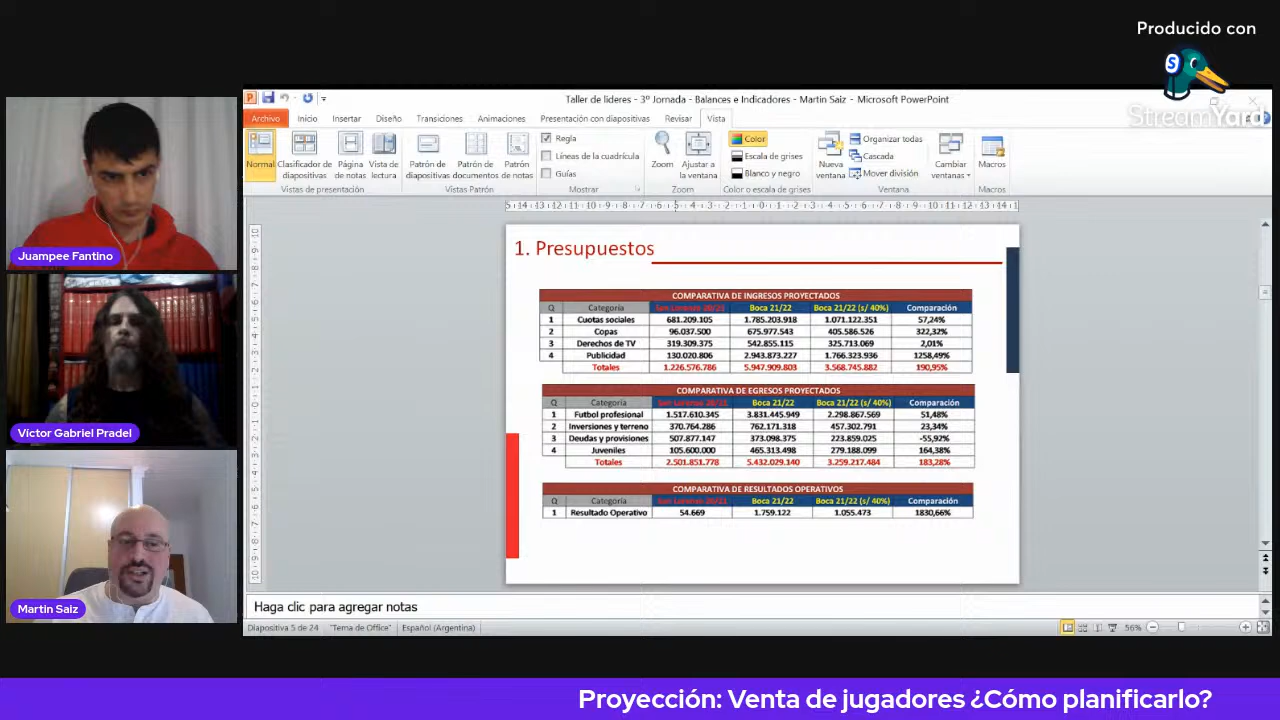 Producido con
StreamYard
Taller de lideres - 3º Jornada - Balances e Indicadores - Martin Saiz - Microsoft PowerPoint
Archivo Inicio Insertar Diseño Transiciones Animaciones Presentación con diapositivas Revisar Vista
Normal Clasificador de diapositivas Página de notas Vista de lectura
Vistas de presentación
Patrón de diapositivas Patrón de documentos Patrón de notas
Vistas Patrón
Regla
Líneas de la cuadrícula
Guías
Mostrar
Zoom Ajustar a la ventana
Zoom
Color
Escala de grises
Blanco y negro
Color o escala de grises
Nueva ventana
Organizar todas
Cascada
Mover división
Cambiar ventanas
Ventana
Macros
Macros
1. Presupuestos
COMPARATIVA DE INGRESOS PROYECTADOS
Q Categoría San Lorenzo 20/21 Boca 21/22 Boca 21/22 (s/ 40%) Comparación
1 Cuotas sociales 681.209.105 1.785.203.918 1.071.122.351 57,24%
2 Copas 96.037.500 675.977.543 405.586.526 322,32%
3 Derechos de TV 319.309.375 542.855.115 325.713.069 2,01%
4 Publicidad 130.020.806 2.943.873.227 1.766.323.936 1258,49%
Totales 1.226.576.786 5.947.909.803 3.568.745.882 190,95%
COMPARATIVA DE EGRESOS PROYECTADOS
Q Categoría San Lorenzo 20/21 Boca 21/22 Boca 21/22 (s/ 40%) Comparación
1 Futbol profesional 1.517.610.345 3.831.445.949 2.298.867.569 51,48%
2 Inversiones y terreno 370.764.286 762.171.318 457.302.791 23,34%
3 Deudas y provisiones 507.877.147 373.098.375 223.859.025 -55,92%
4 Juveniles 105.600.000 465.313.498 279.188.099 164,38%
Totales 2.501.851.778 5.432.029.140 3.259.217.484 183,28%
COMPARATIVA DE RESULTADOS OPERATIVOS
Q Categoría San Lorenzo 20/21 Boca 21/22 Boca 21/22 (s/ 40%) Comparación
1 Resultado Operativo 54.669 1.759.122 1.055.473 1830,66%
Haga clic para agregar notas
Diapositiva 5 de 24 "Tema de Office" Español (Argentina) 56%
Juampee Fantino
Víctor Gabriel Pradel
Martin Saiz
Proyección: Venta de jugadores ¿Cómo planificarlo?